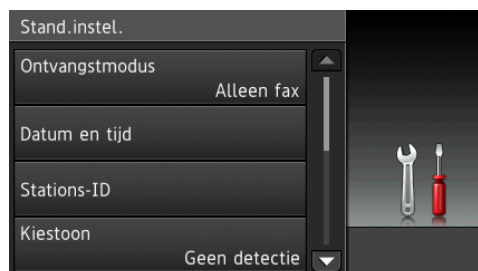 Stand.instel.
Ontvangstmodus
Alleen fax
Datum en tijd
Stations-ID
Kiestoon
Geen detectie